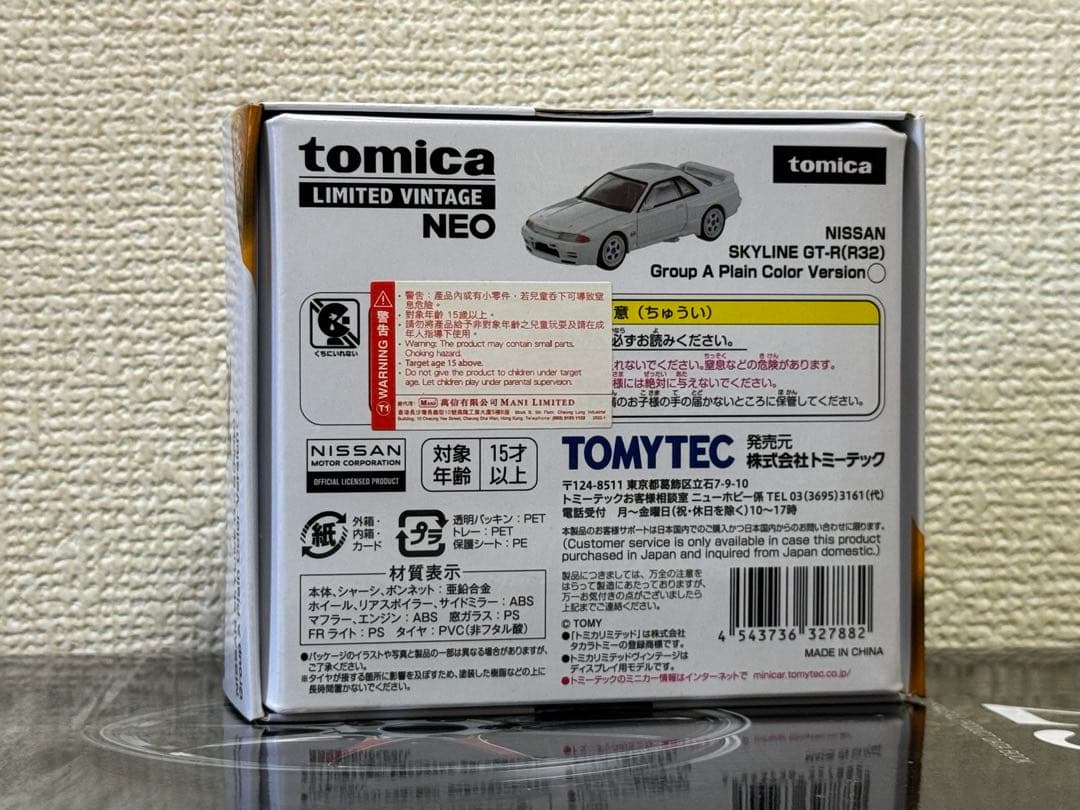 tomica
LIMITED VINTAGE
NEO
tomica
NISSAN
SKYLINE GT-R(R32)
Group A Plain Color Version
くちにいれない
警告 WARNING
T1
・警告：產品內或有小零件，若兒童吞下可導致窒
息危險。
・對象年齡 15歲以上。
・請勿將產品給予非對象年齡之兒童玩耍及請在成
年人指導下使用。
・Warning: The product may contain small parts.
Choking hazard.
・Target age 15 above.
・Do not give the product to children under target
age. Let children play under parental supervision.
總代理：Mani 萬信有限公司 MANI LIMITED
意（ちゅうい）
必ずお読みください。
れないでください。窒息などの危険があります。
様には絶対に与えないでください。
のお子様の手の届かないところに保管してください。
NISSAN
MOTOR CORPORATION
OFFICIAL LICENSED PRODUCT
対象
年齢
15才
以上
TOMYTEC
発売元
株式会社トミーテック
〒124-8511 東京都葛飾区立石7-9-10
トミーテックお客様相談室 ニューホビー係 TEL 03(3695)3161(代)
電話受付 月〜金曜日(祝・休日を除く)10〜17時
本製品のお客様サポートは日本国内でのご購入かつ日本国内からのお問い合わせに限ります。
(Customer service is only available in case this product
purchased in Japan and inquired from Japan domestic.)
紙
外箱・
内箱・
カード
プラ
透明パッキン：PET
トレー：PET
保護シート：PE
材質表示
本体、シャーシ、ボンネット：亜鉛合金
ホイール、リアスポイラー、サイドミラー：ABS
マフラー、エンジン：ABS 窓ガラス：PS
FRライト：PS タイヤ：PVC(非フタル酸)
●パッケージのイラストや写真と製品の一部は異なる場合がありますが、
ご了承ください。
※タイヤが接する箇所に影響を及ぼすため、塗装した樹脂などの上に
長時間置かないでください。
製品につきましては、万全の注意を
はらって製造にあたっておりますが、
万一お気付きの点がございましたら
上記までご連絡ください。
© TOMY
●「トミカリミテッド」は株式会社
タカラトミーの登録商標です。
●トミカリミテッドヴィンテージは
ディスプレイ用モデルです。
●トミーテックのミニカー情報はインターネットで minicar.tomytec.co.jp/
4 543736 327882
MADE IN CHINA